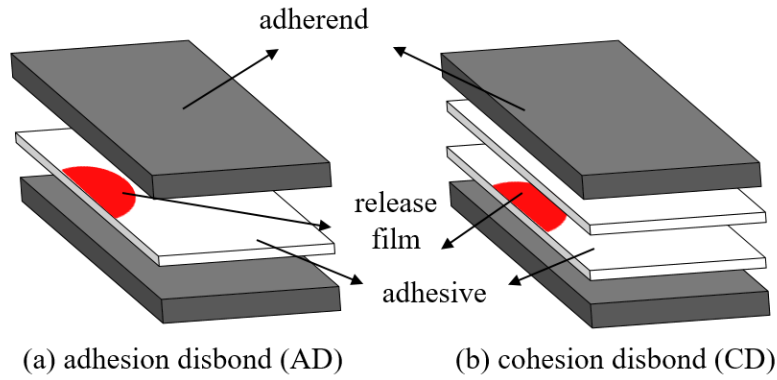 adherend
release
film
adhesive
(a) adhesion disbond (AD)
(b) cohesion disbond (CD)